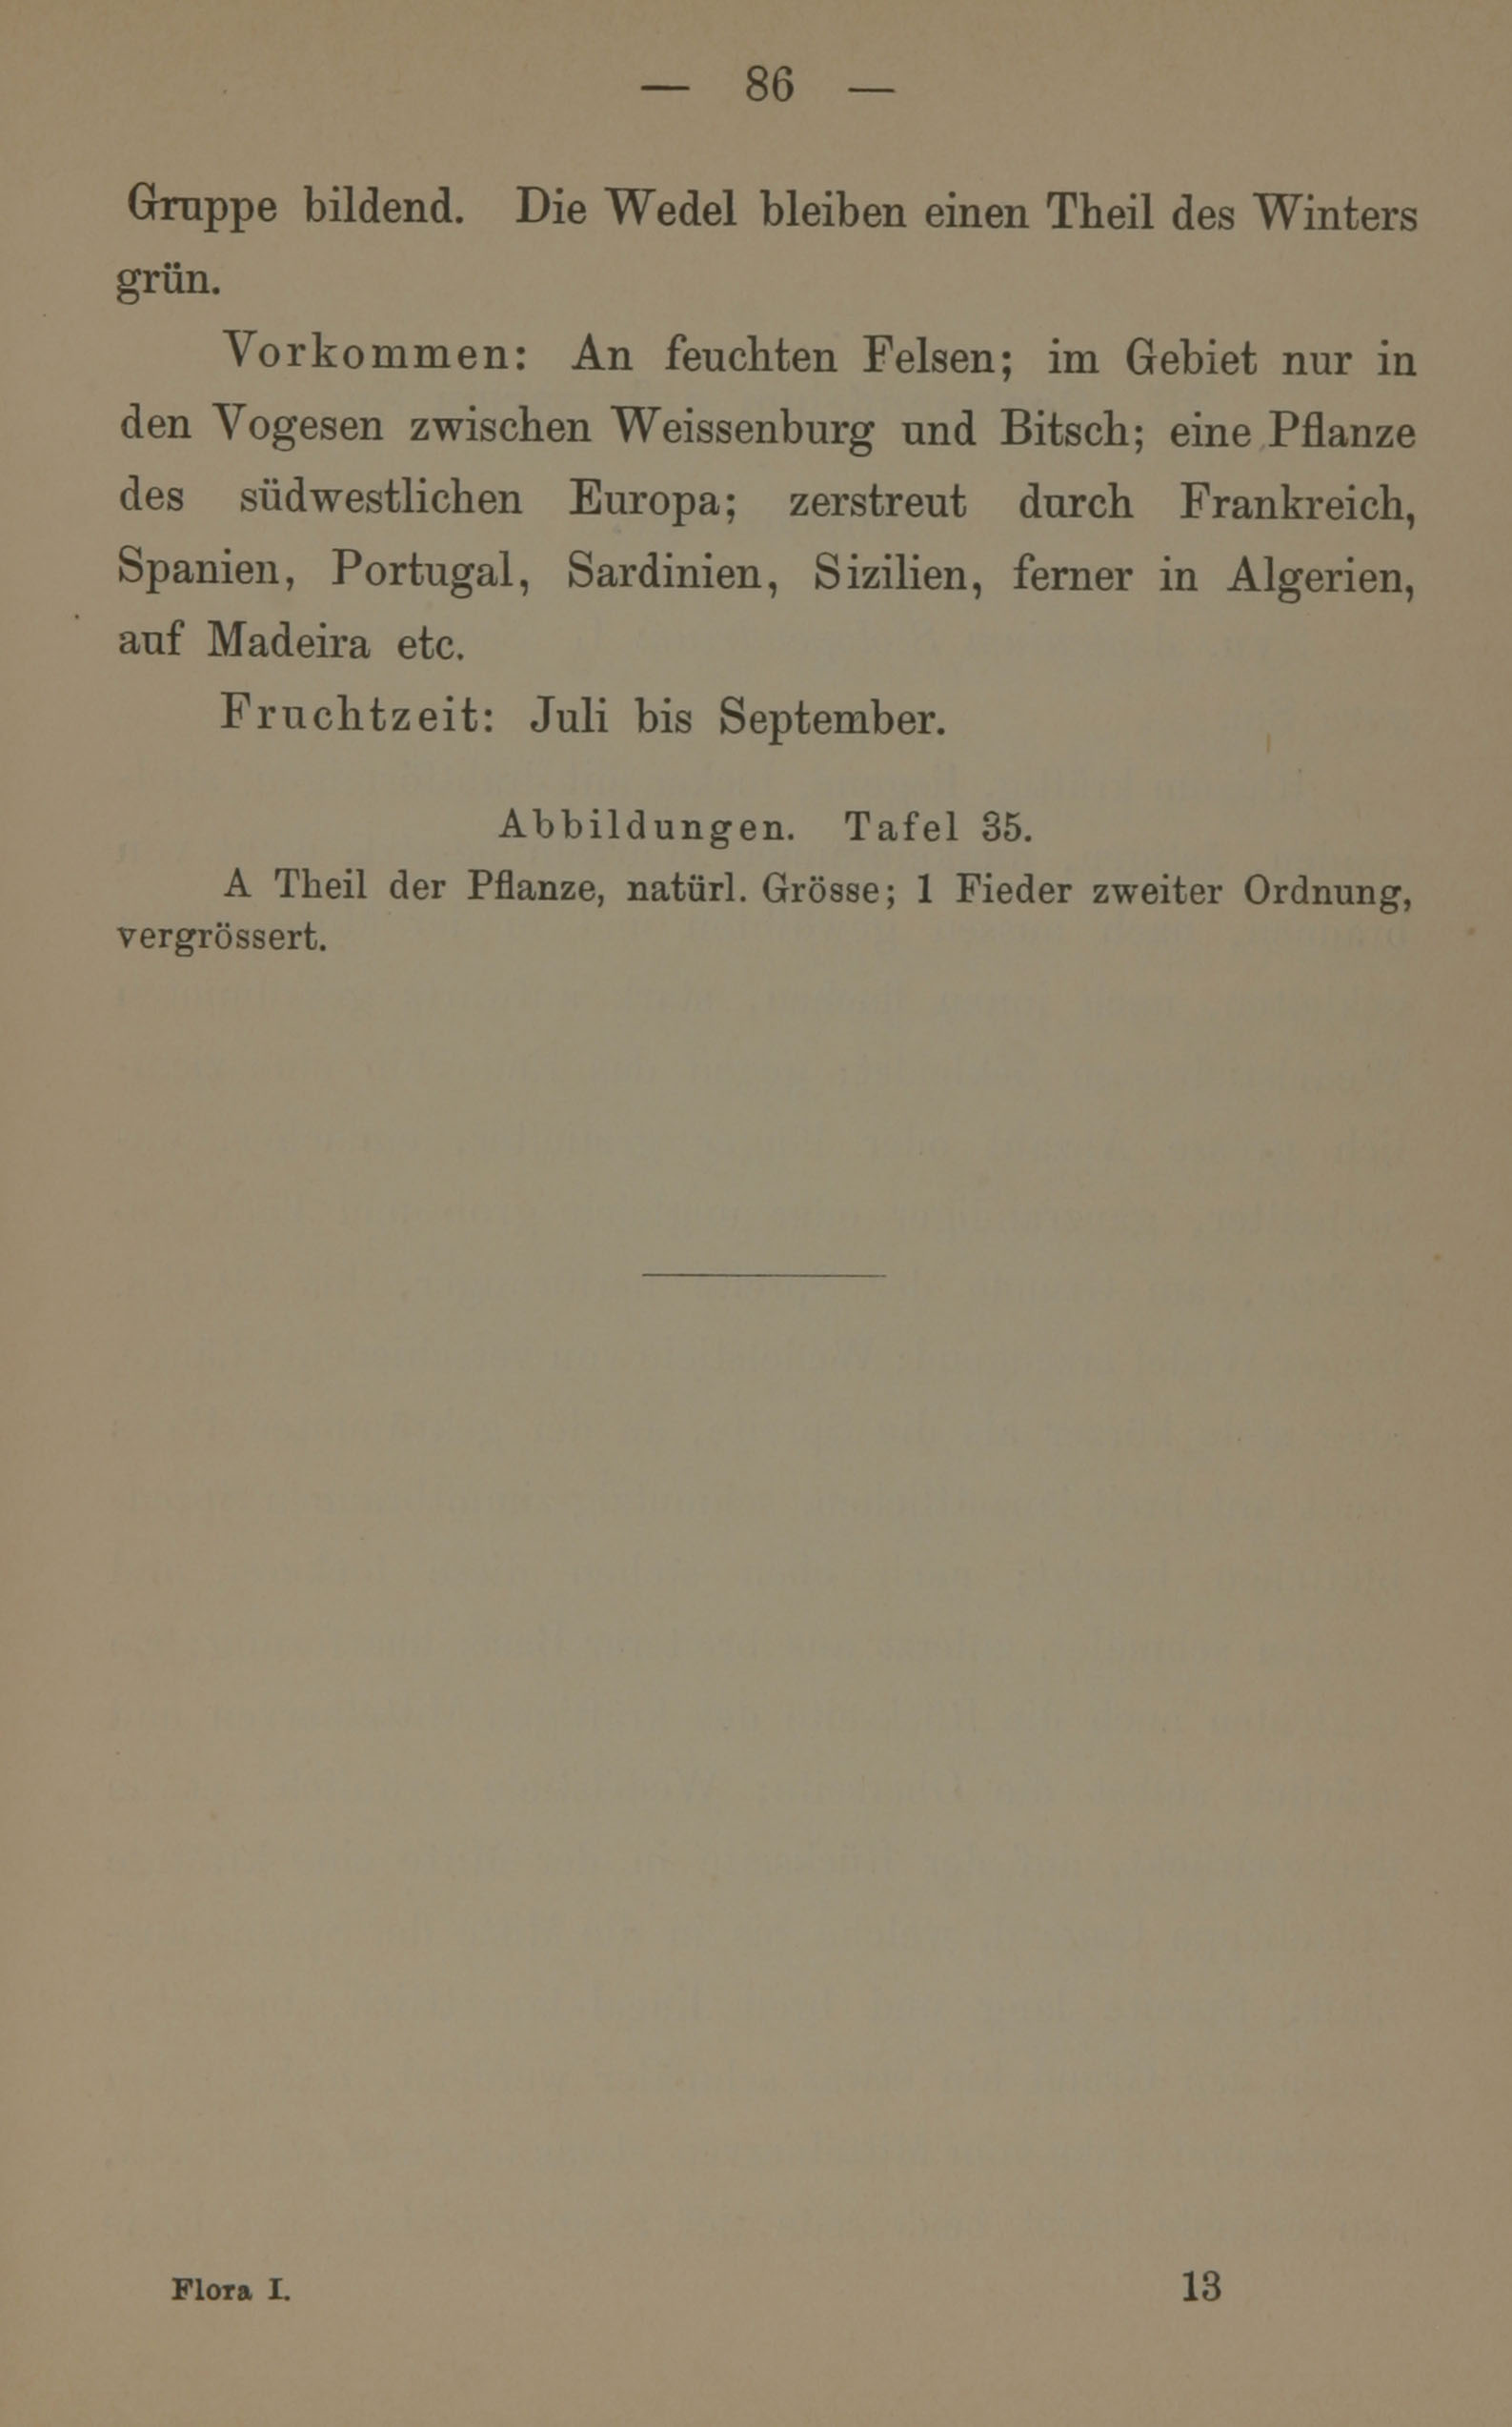 — 86 —
Gruppe bildend. Die Wedel bleiben einen Theil des Winters
grün.
Vorkommen: An feuchten Felsen; im Gebiet nur in
den Vogesen zwischen Weissenburg und Bitsch; eine Pflanze
des südwestlichen Europa; zerstreut durch Frankreich,
Spanien, Portugal, Sardinien, Sizilien, ferner in Algerien,
auf Madeira etc.
Fruchtzeit: Juli bis September.
Abbildungen. Tafel 35.
A Theil der Pflanze, natürl. Grösse; 1 Fieder zweiter Ordnung,
vergrössert.
Flora I. 13